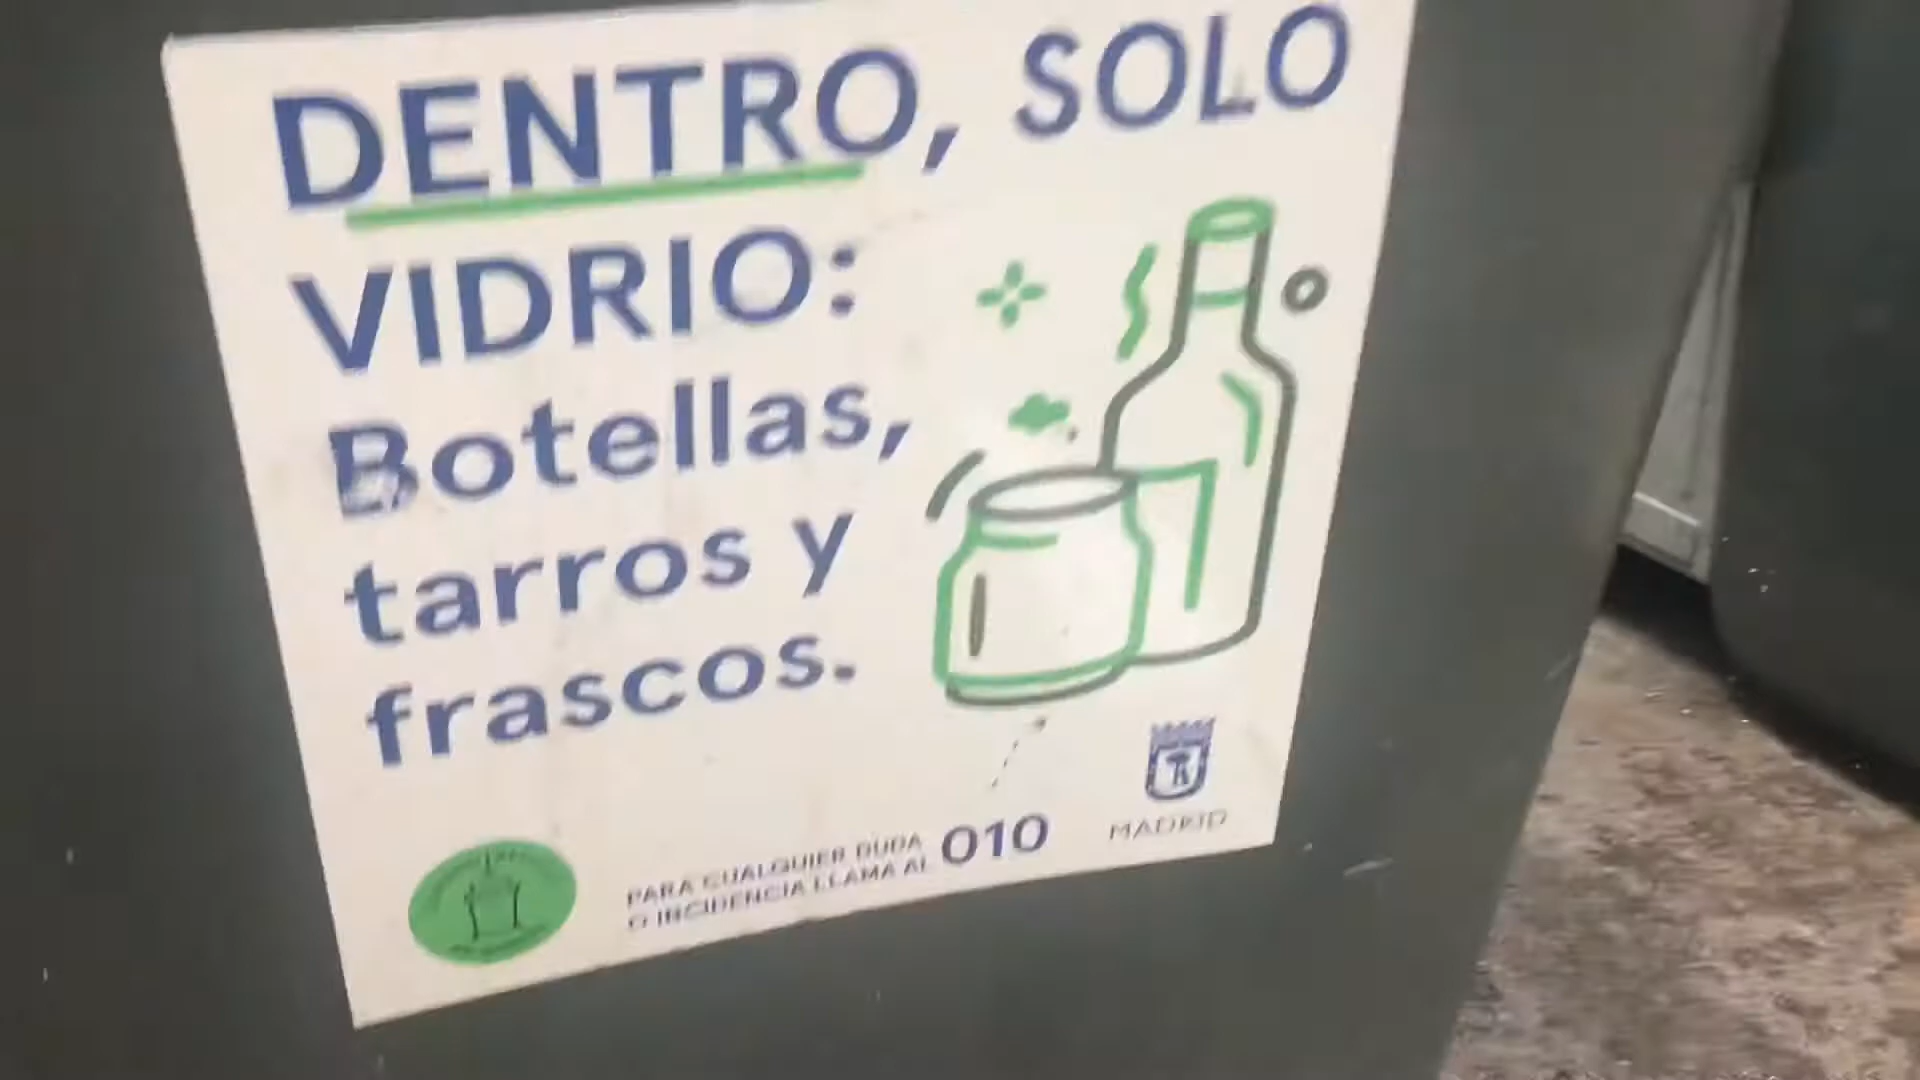 DENTRO, SOLO
VIDRIO:
Botellas,
tarros y
frascos.
PARA CUALQUIER DUDA
O INCIDENCIA LLAMA AL 010
MADRID